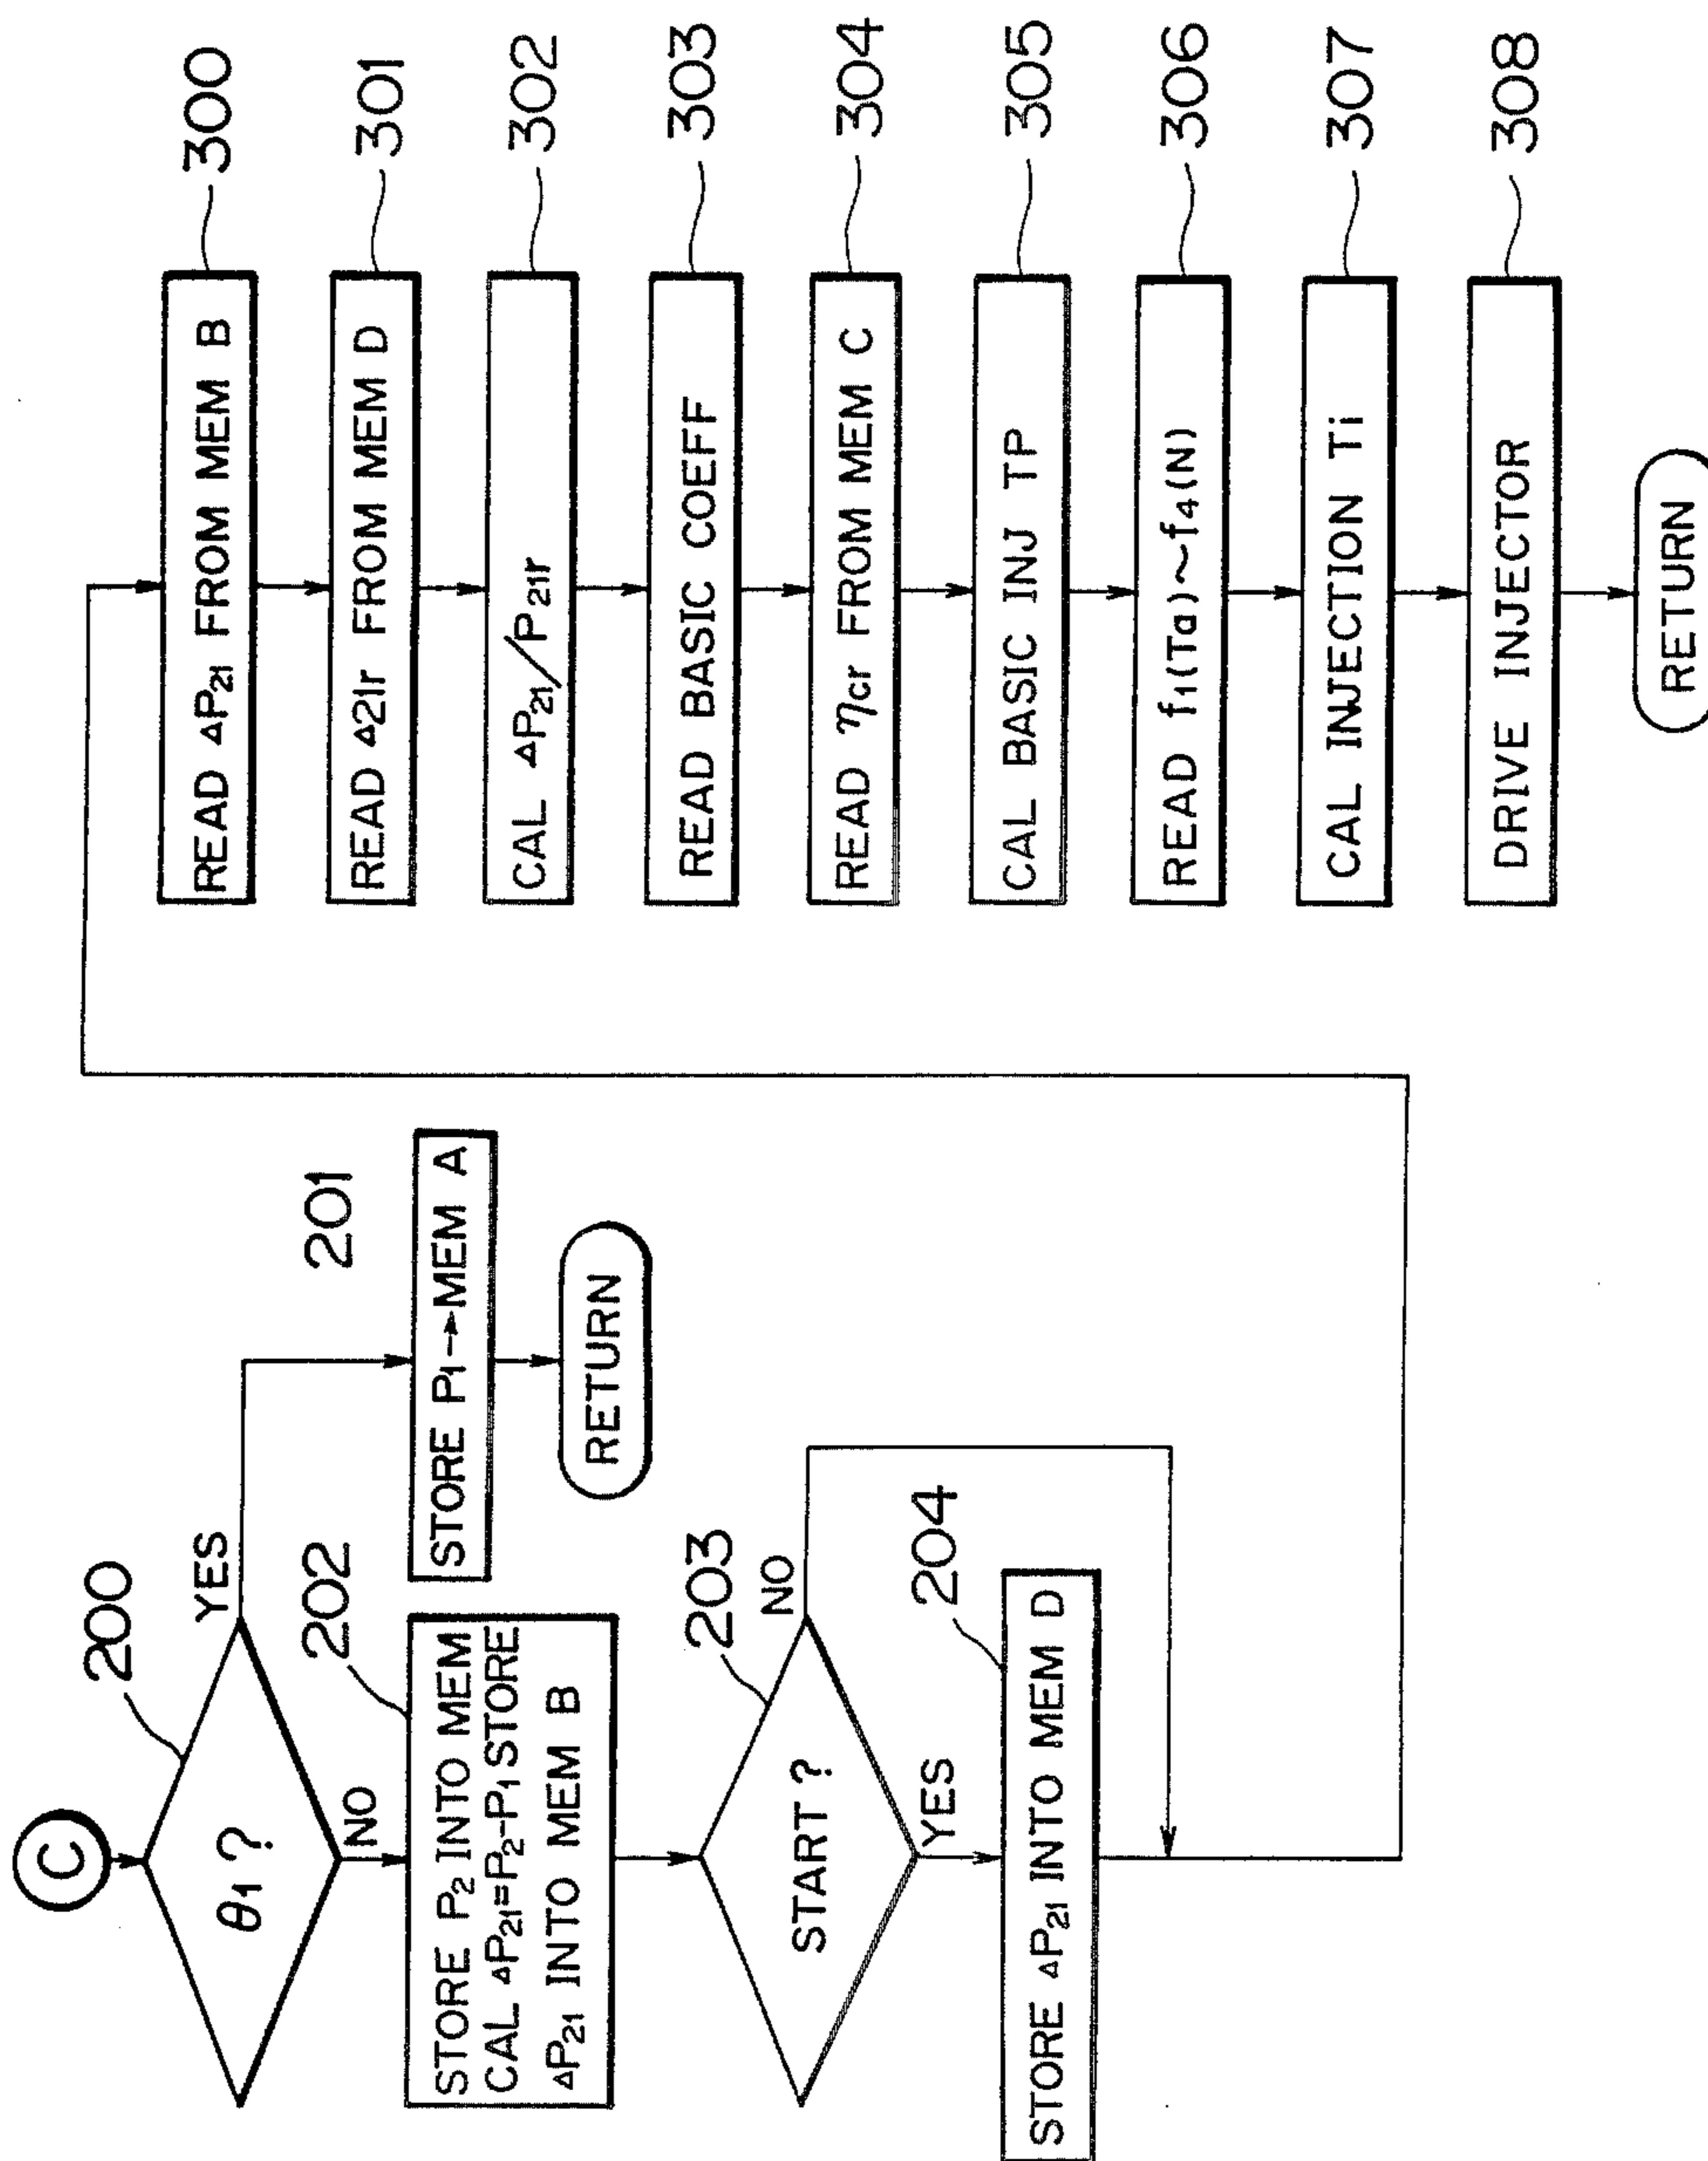 C
200
θ1 ?
YES
NO
201
STORE P1→MEM A
RETURN
202
STORE P2 INTO MEM
CAL ΔP21=P2-P1 STORE
ΔP21 INTO MEM B
203
START ?
NO
YES
204
STORE ΔP21 INTO MEM D
READ ΔP21 FROM MEM B
300
READ Δ21r FROM MEM D
301
CAL ΔP21/P21r
302
READ BASIC COEFF
303
READ ηcr FROM MEM C
304
CAL BASIC INJ TP
305
READ f1(Ta)~f4(N)
306
CAL INJECTION Ti
307
DRIVE INJECTOR
308
RETURN